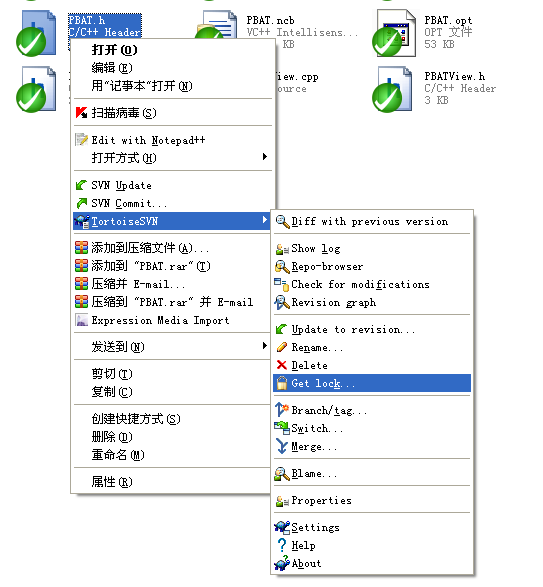 PBAT.h
C/C++ Header
PBAT.ncb
VC++ Intellisens...
KB
PBAT.opt
OPT 文件
53 KB
View.cpp
ource
PBATView.h
C/C++ Header
3 KB
打开(O)
编辑(E)
用“记事本”打开(N)
扫描病毒(S)
Edit with Notepad++
打开方式(H)
SVN Update
SVN Commit...
TortoiseSVN
添加到压缩文件(A)...
添加到 "PBAT.rar"(T)
压缩并 E-mail...
压缩到 "PBAT.rar" 并 E-mail
Expression Media Import
发送到(N)
剪切(T)
复制(C)
创建快捷方式(S)
删除(D)
重命名(M)
属性(R)
Diff with previous version
Show log
Repo-browser
Check for modifications
Revision graph
Update to revision...
Rename...
Delete
Get lock...
Branch/tag...
Switch...
Merge...
Blame...
Properties
Settings
Help
About